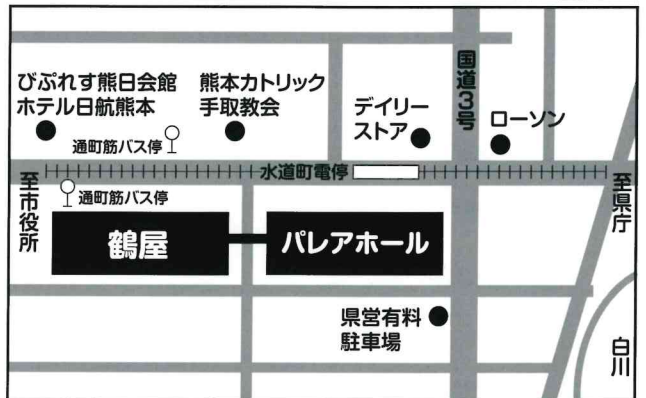 びぷれす熊日会館
ホテル日航熊本
熊本カトリック
手取教会
通町筋バス停
デイリー
ストア
国道3号
ローソン
水道町電停
至市役所
通町筋バス停
至県庁
鶴屋
パレアホール
県営有料
駐車場
白川